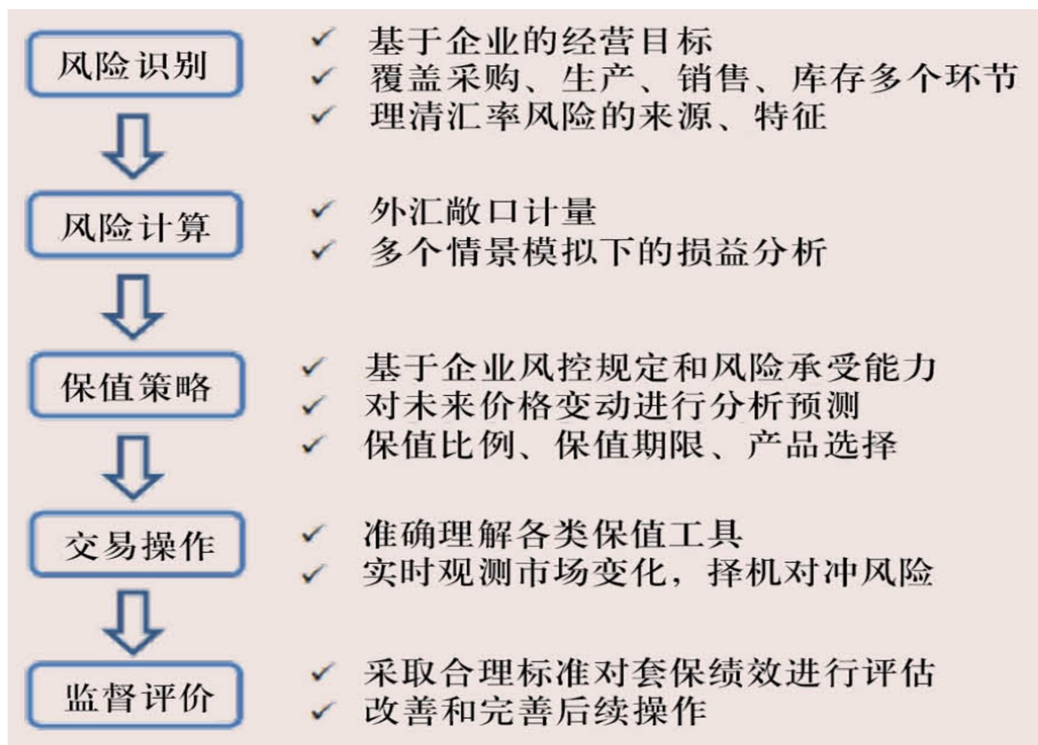 风险识别
基于企业的经营目标
覆盖采购、生产、销售、库存多个环节
理清汇率风险的来源、特征
风险计算
外汇敞口计量
多个情景模拟下的损益分析
保值策略
基于企业风控规定和风险承受能力
对未来价格变动进行分析预测
保值比例、保值期限、产品选择
交易操作
准确理解各类保值工具
实时观测市场变化，择机对冲风险
监督评价
采取合理标准对套保绩效进行评估
改善和完善后续操作